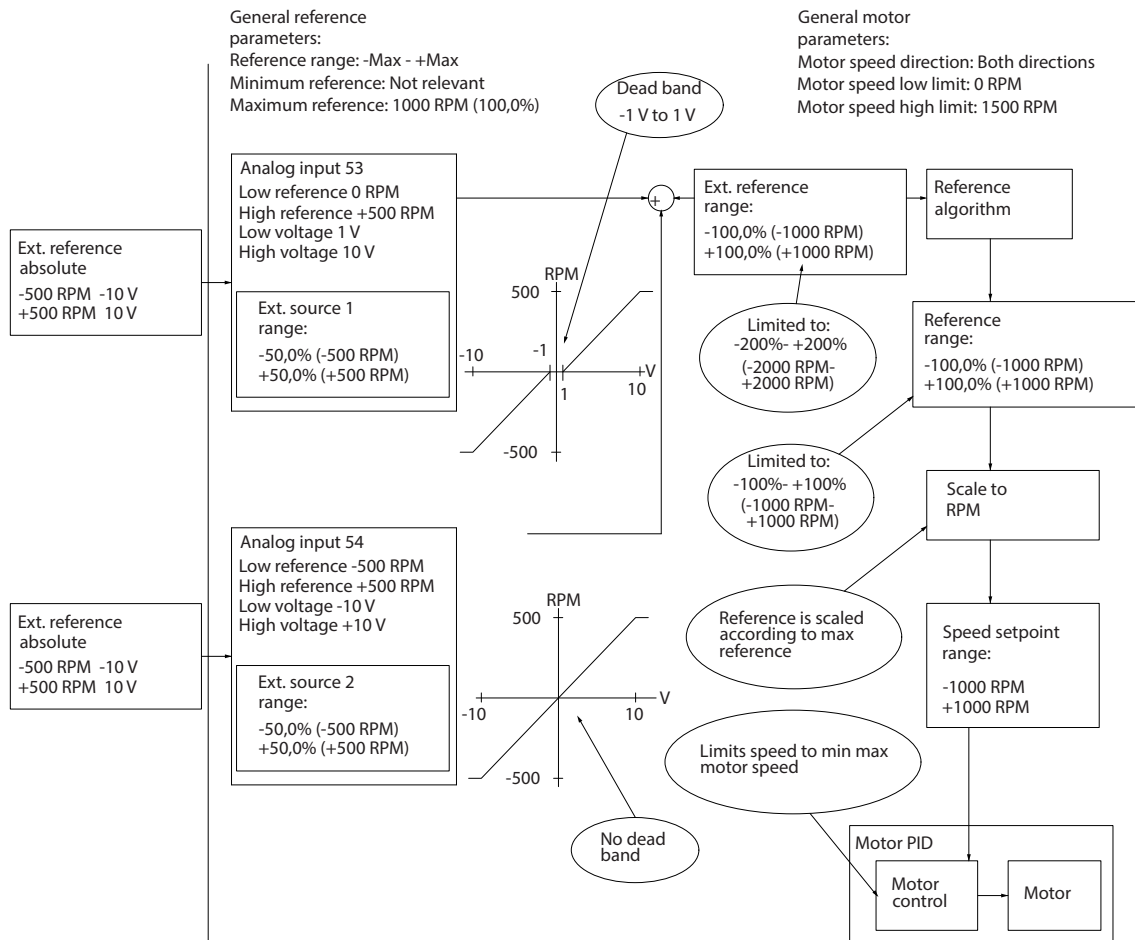 General reference
parameters:
Reference range: -Max - +Max
Minimum reference: Not relevant
Maximum reference: 1000 RPM (100,0%)
General motor
parameters:
Motor speed direction: Both directions
Motor speed low limit: 0 RPM
Motor speed high limit: 1500 RPM
Dead band
-1 V to 1 V
Ext. reference
absolute
-500 RPM -10 V
+500 RPM 10 V
Analog input 53
Low reference 0 RPM
High reference +500 RPM
Low voltage 1 V
High voltage 10 V
Ext. source 1
range:
-50,0% (-500 RPM)
+50,0% (+500 RPM)
RPM
500
-10
-1
V
1
10
-500
+
Ext. reference
range:
-100,0% (-1000 RPM)
+100,0% (+1000 RPM)
Reference
algorithm
Limited to:
-200%- +200%
(-2000 RPM-
+2000 RPM)
Reference
range:
-100,0% (-1000 RPM)
+100,0% (+1000 RPM)
Limited to:
-100%- +100%
(-1000 RPM-
+1000 RPM)
Scale to
RPM
Ext. reference
absolute
-500 RPM -10 V
+500 RPM 10 V
Analog input 54
Low reference -500 RPM
High reference +500 RPM
Low voltage -10 V
High voltage +10 V
Ext. source 2
range:
-50,0% (-500 RPM)
+50,0% (+500 RPM)
RPM
500
V
-10
10
-500
No dead
band
Reference is scaled
according to max
reference
Speed setpoint
range:
-1000 RPM
+1000 RPM
Limits speed to min max
motor speed
Motor PID
Motor
control
Motor